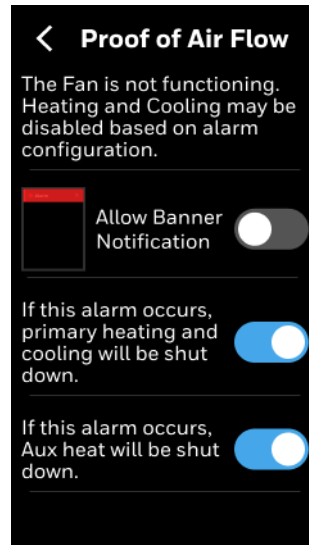 Proof of Air Flow
The Fan is not functioning.
Heating and Cooling may be
disabled based on alarm
configuration.
Allow Banner
Notification
If this alarm occurs,
primary heating and
cooling will be shut
down.
If this alarm occurs,
Aux heat will be shut
down.